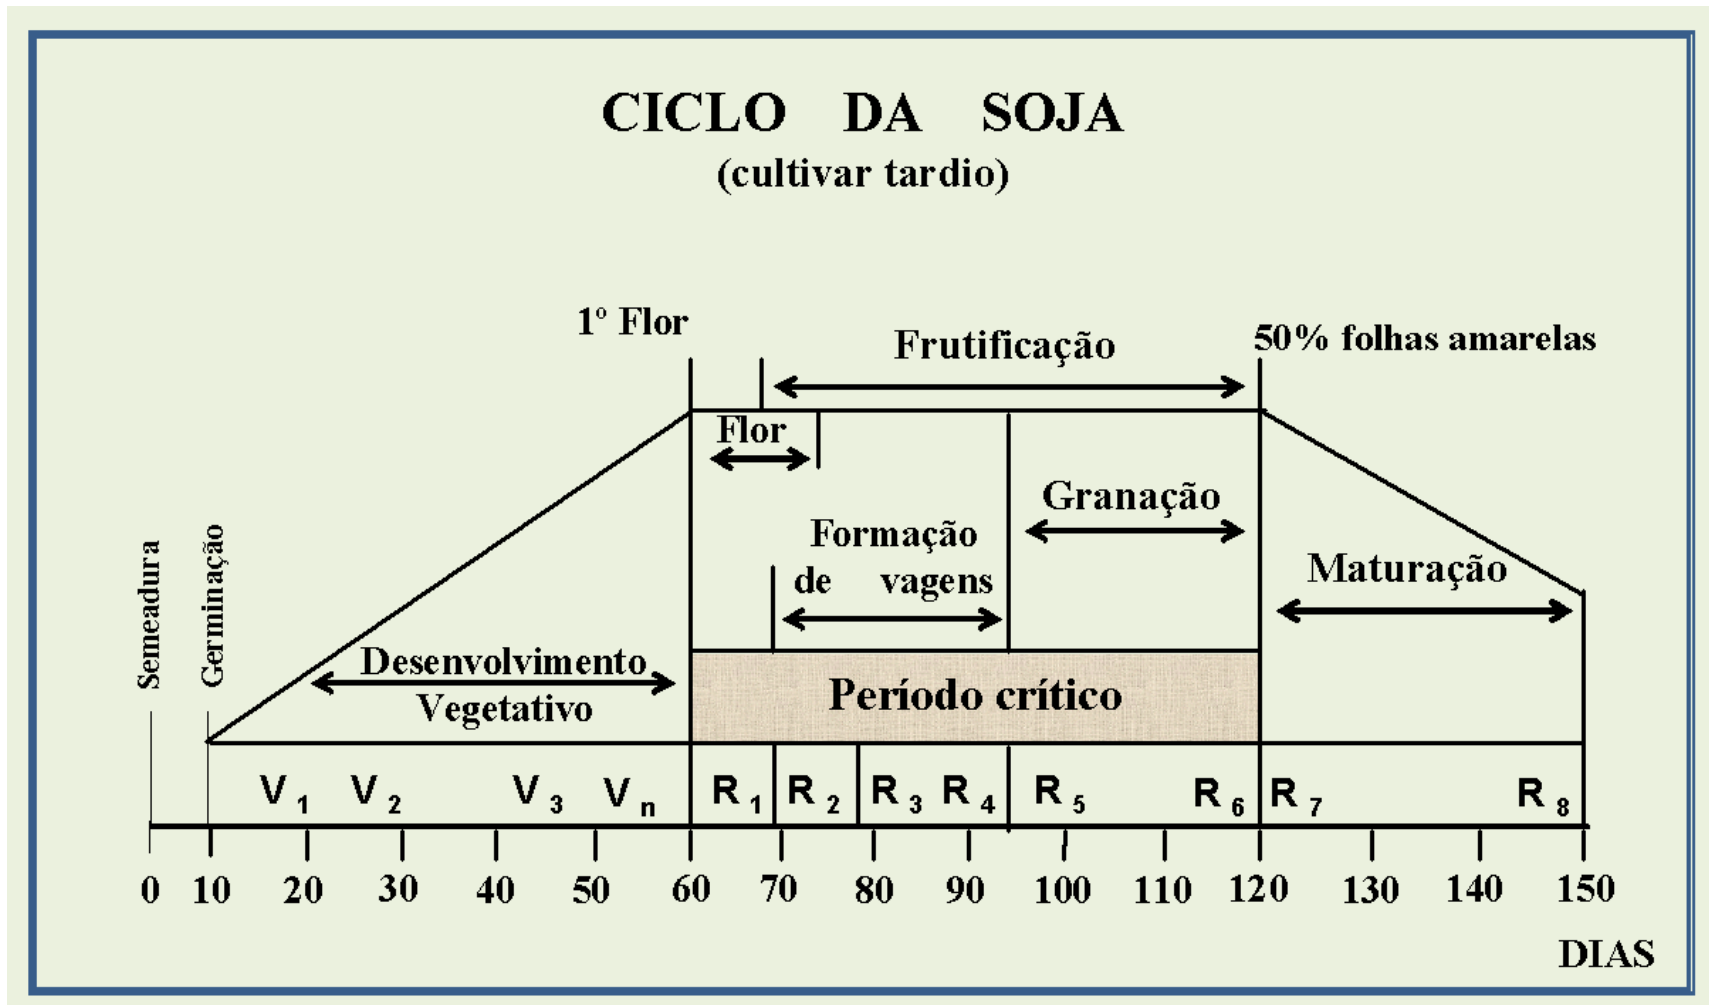 CICLO DA SOJA
(cultivar tardio)
1º Flor
Frutificação
50% folhas amarelas
Flor
Granação
Formação
de vagens
Maturação
Semeadura
Germinação
Desenvolvimento
Vegetativo
Período crítico
V1 V2 V3 Vn R1 R2 R3 R4 R5 R6 R7 R8
0 10 20 30 40 50 60 70 80 90 100 110 120 130 140 150
DIAS